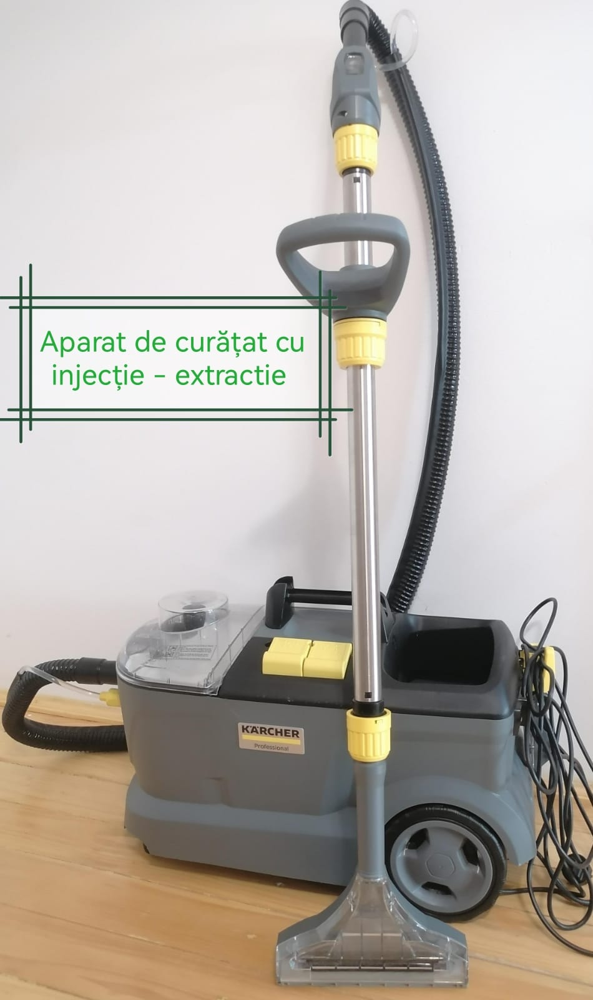 Aparat de curățat cu
injecție - extractie
KÄRCHER
Professional